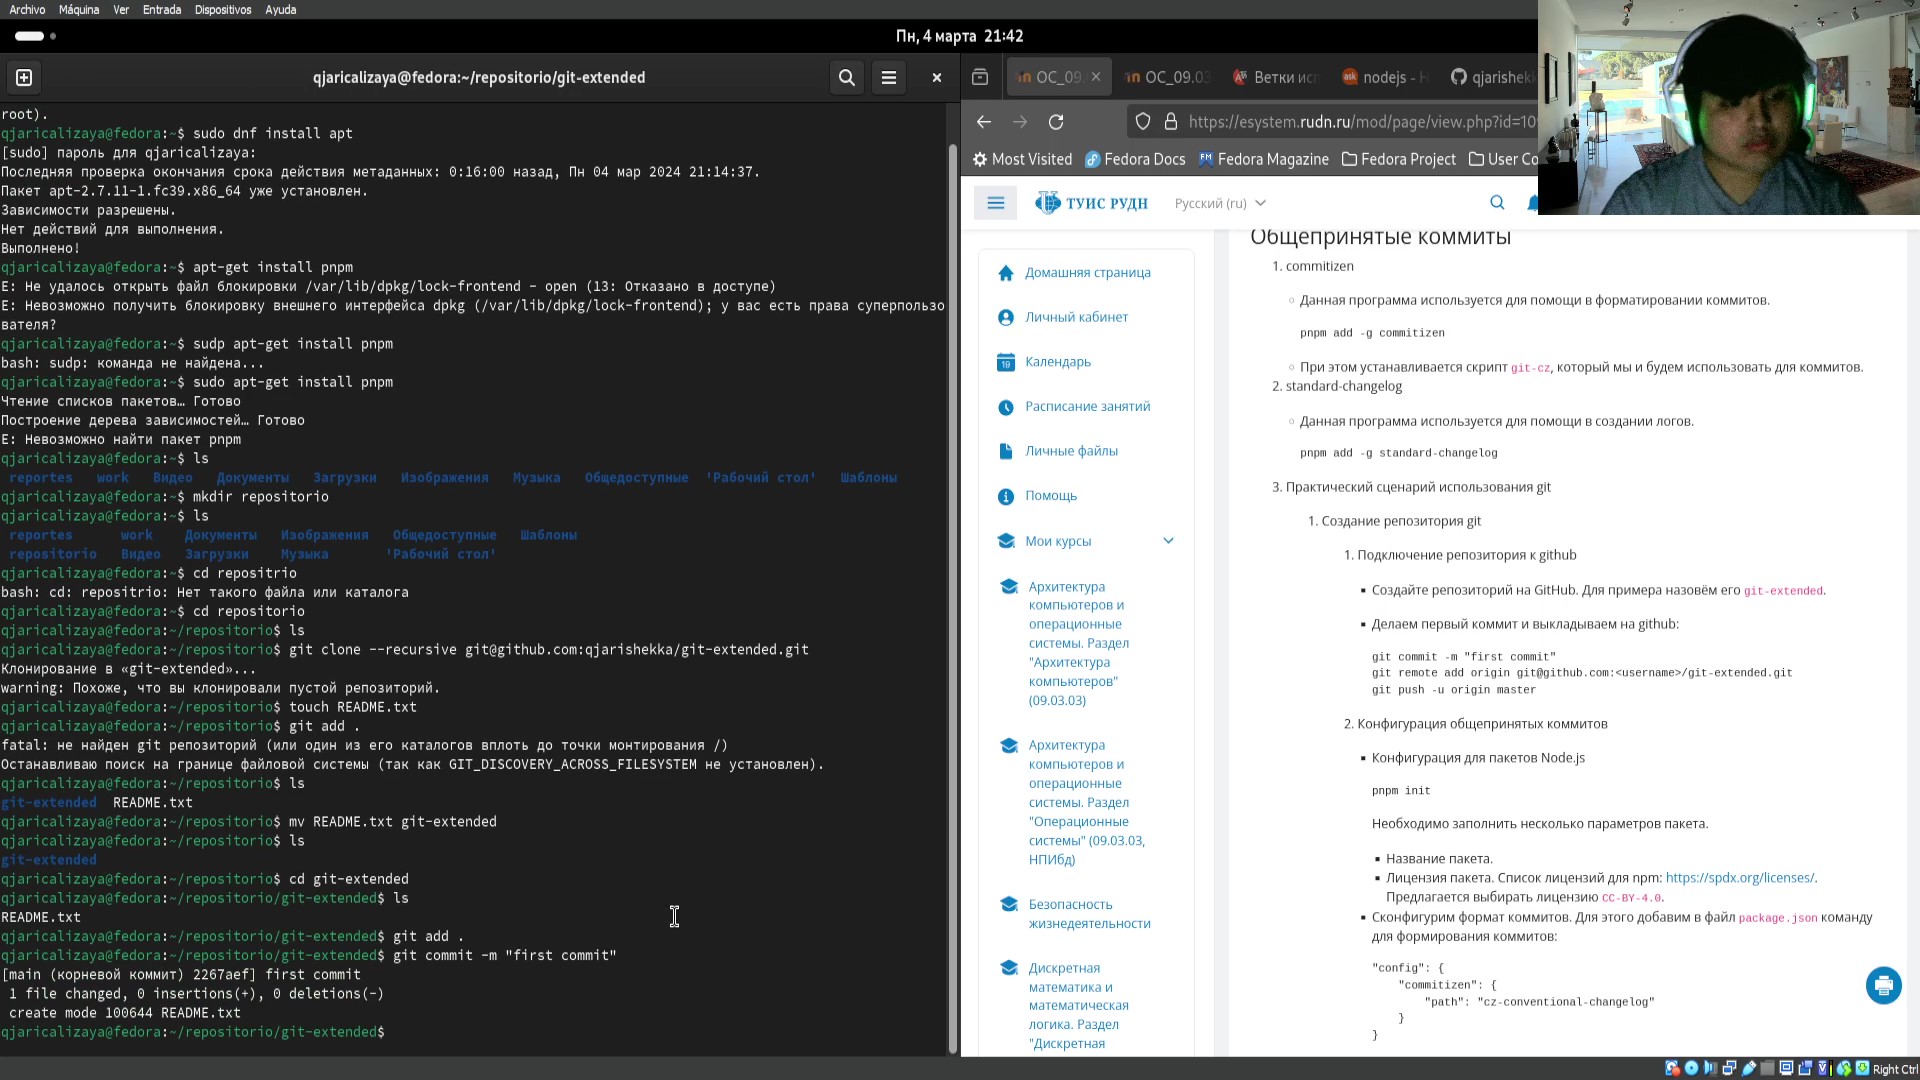 Archivo Máquina Ver Entrada Dispositivos Ayuda
Пн, 4 марта 21:42
qjaricalizaya@fedora:~/repositorio/git-extended
root).
qjaricalizaya@fedora:~$ sudo dnf install apt
[sudo] пароль для qjaricalizaya:
Последняя проверка окончания срока действия метаданных: 0:16:00 назад, Пн 04 мар 2024 21:14:37.
Пакет apt-2.7.11-1.fc39.x86_64 уже установлен.
Зависимости разрешены.
Нет действий для выполнения.
Выполнено!
qjaricalizaya@fedora:~$ apt-get install pnpm
E: Не удалось открыть файл блокировки /var/lib/dpkg/lock-frontend - open (13: Отказано в доступе)
E: Невозможно получить блокировку внешнего интерфейса dpkg (/var/lib/dpkg/lock-frontend); у вас есть права суперпользо
вателя?
qjaricalizaya@fedora:~$ sudp apt-get install pnpm
bash: sudp: команда не найдена...
qjaricalizaya@fedora:~$ sudo apt-get install pnpm
Чтение списков пакетов… Готово
Построение дерева зависимостей… Готово
E: Невозможно найти пакет pnpm
qjaricalizaya@fedora:~$ ls
reportes work Видео Документы Загрузки Изображения Музыка Общедоступные 'Рабочий стол' Шаблоны
qjaricalizaya@fedora:~$ mkdir repositorio
qjaricalizaya@fedora:~$ ls
reportes work Документы Изображения Общедоступные Шаблоны
repositorio Видео Загрузки Музыка 'Рабочий стол'
qjaricalizaya@fedora:~$ cd repositrio
bash: cd: repositrio: Нет такого файла или каталога
qjaricalizaya@fedora:~$ cd repositorio
qjaricalizaya@fedora:~/repositorio$ ls
qjaricalizaya@fedora:~/repositorio$ git clone --recursive git@github.com:qjarishekka/git-extended.git
Клонирование в «git-extended»...
warning: Похоже, что вы клонировали пустой репозиторий.
qjaricalizaya@fedora:~/repositorio$ touch README.txt
qjaricalizaya@fedora:~/repositorio$ git add .
fatal: не найден git репозиторий (или один из его каталогов вплоть до точки монтирования /)
Останавливаю поиск на границе файловой системы (так как GIT_DISCOVERY_ACROSS_FILESYSTEM не установлен).
qjaricalizaya@fedora:~/repositorio$ ls
git-extended README.txt
qjaricalizaya@fedora:~/repositorio$ mv README.txt git-extended
qjaricalizaya@fedora:~/repositorio$ ls
git-extended
qjaricalizaya@fedora:~/repositorio$ cd git-extended
qjaricalizaya@fedora:~/repositorio/git-extended$ ls
README.txt
qjaricalizaya@fedora:~/repositorio/git-extended$ git add .
qjaricalizaya@fedora:~/repositorio/git-extended$ git commit -m "first commit"
[main (корневой коммит) 2267aef] first commit
1 file changed, 0 insertions(+), 0 deletions(-)
create mode 100644 README.txt
qjaricalizaya@fedora:~/repositorio/git-extended$
OC_09. OC_09.03 Ветки исп nodejs - H qjarishekk
https://esystem.rudn.ru/mod/page/view.php?id=109
Most Visited Fedora Docs Fedora Magazine Fedora Project User Co
ТУИС РУДН Русский (ru)
Домашняя страница
Личный кабинет
Календарь
Расписание занятий
Личные файлы
Помощь
Мои курсы
Архитектура
компьютеров и
операционные
системы. Раздел
"Архитектура
компьютеров"
(09.03.03)
Архитектура
компьютеров и
операционные
системы. Раздел
"Операционные
системы" (09.03.03,
НПИбд)
Безопасность
жизнедеятельности
Дискретная
математика и
математическая
логика. Раздел
"Дискретная
Общепринятые коммиты
1. commitizen
Данная программа используется для помощи в форматировании коммитов.
pnpm add -g commitizen
При этом устанавливается скрипт git-cz, который мы и будем использовать для коммитов.
2. standard-changelog
Данная программа используется для помощи в создании логов.
pnpm add -g standard-changelog
3. Практический сценарий использования git
1. Создание репозитория git
1. Подключение репозитория к github
Создайте репозиторий на GitHub. Для примера назовём его git-extended.
Делаем первый коммит и выкладываем на github:
git commit -m "first commit"
git remote add origin git@github.com:<username>/git-extended.git
git push -u origin master
2. Конфигурация общепринятых коммитов
Конфигурация для пакетов Node.js
pnpm init
Необходимо заполнить несколько параметров пакета.
Название пакета.
Лицензия пакета. Список лицензий для npm: https://spdx.org/licenses/.
Предлагается выбирать лицензию CC-BY-4.0.
Сконфигурим формат коммитов. Для этого добавим в файл package.json команду
для формирования коммитов:
"config": {
"commitizen": {
"path": "cz-conventional-changelog"
}
}
Right Ctrl